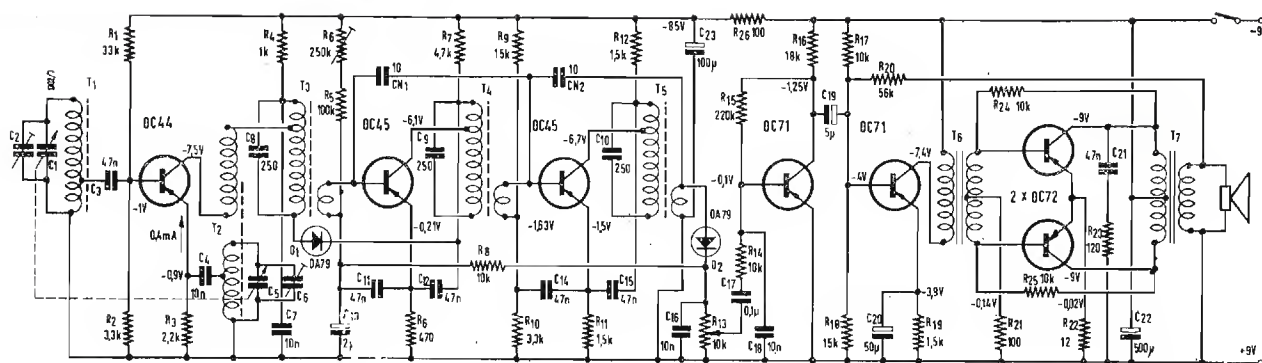 R1
33k
R4
1k
R6
250k
R7
4,7k
R9
15k
R12
1,5k
-8.5V
C23
100µ
R26 100
R16
18k
R17
10k
-9V
T1
C2
C1
4,7n
C3
OC44
-7,5V
-1V
0,4mA
-0,9V
C4
10n
R2
3,3k
R3
2,2k
T2
C5
C6
C7
10n
C8
250
T3
R5
100k
10
CN1
D1
OA79
OC45
-6,1V
-0,21V
C9
250
T4
R8
10k
C11
47n
C12
47n
2µ
R6
470
10
CN2
OC45
-6,7V
-1,63V
-1,5V
C10
250
T5
C14
47n
C15
47n
R10
3,3k
R11
1,5k
OA79
D2
C16
10n
R13
10k
R15
220k
-0,1V
R14
10k
C17
0,1µ
C18
10n
-1,25V
OC71
C19
5µ
R20
56k
OC71
-4V
-7,4V
-3,9V
R18
15k
C20
50µ
R19
1,5k
T6
R24 10k
-9V
2 x OC72
-9V
R25 10k
-0,14V
-0,02V
R21
100
R22
12
C21
47n
R23
120
T7
C22
500µ
+9V